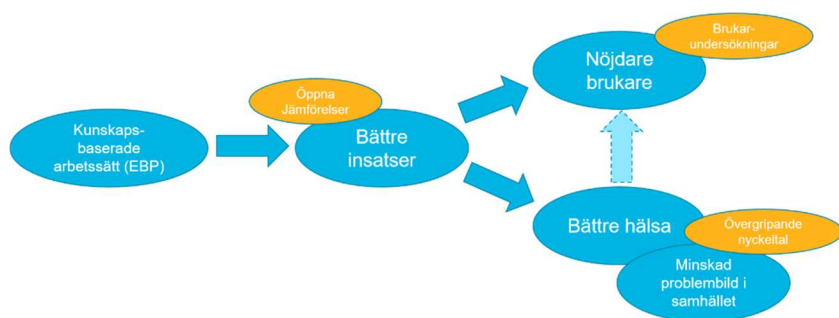 Kunskaps-
baserade
arbetssätt (EBP)
Öppna
Jämförelser
Bättre
insatser
Nöjdare
brukare
Brukar-
undersökningar
Bättre hälsa
Övergripande
nyckeltal
Minskad
problembild i
samhället